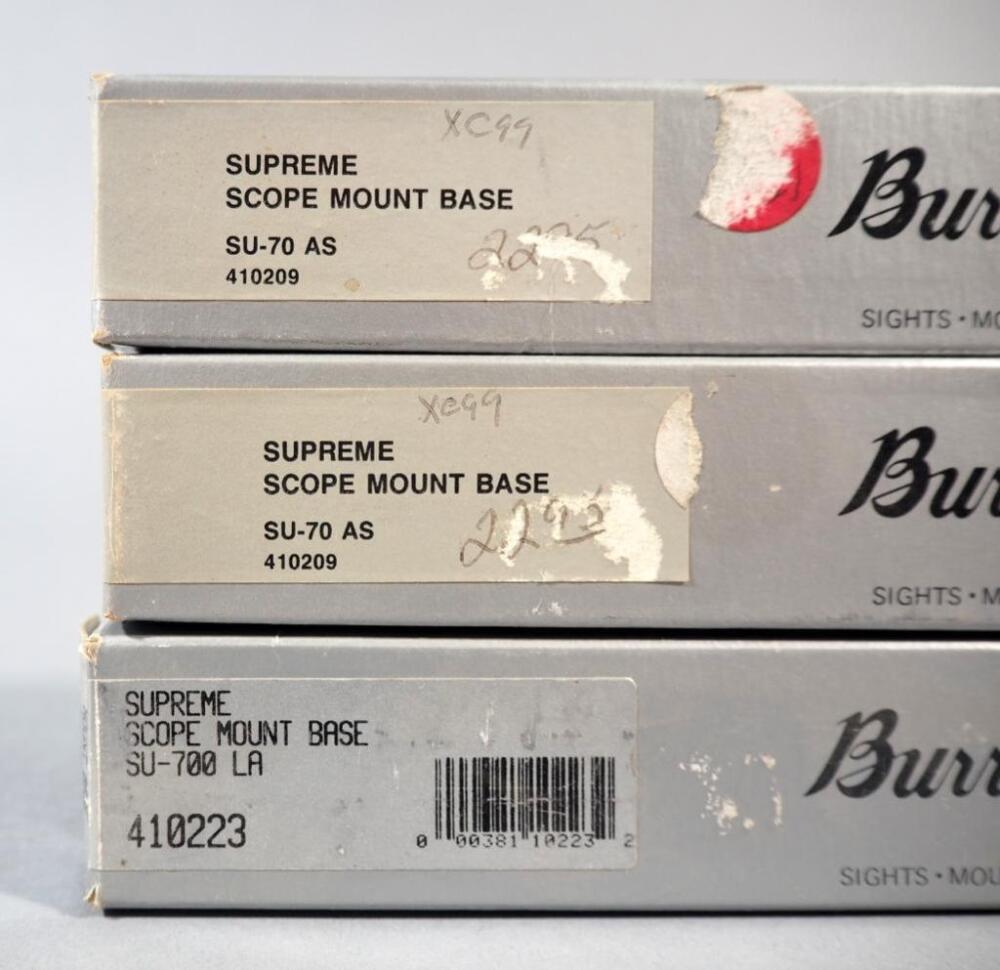 XC99
SUPREME
SCOPE MOUNT BASE
SU-70 AS
410209
2295
Bur
SIGHTS • MO
XC99
SUPREME
SCOPE MOUNT BASE
SU-70 AS
410209
2295
Bur
SIGHTS • M
SUPREME
SCOPE MOUNT BASE
SU-700 LA
410223
0 00381 10223 2
Burr
SIGHTS • MOU